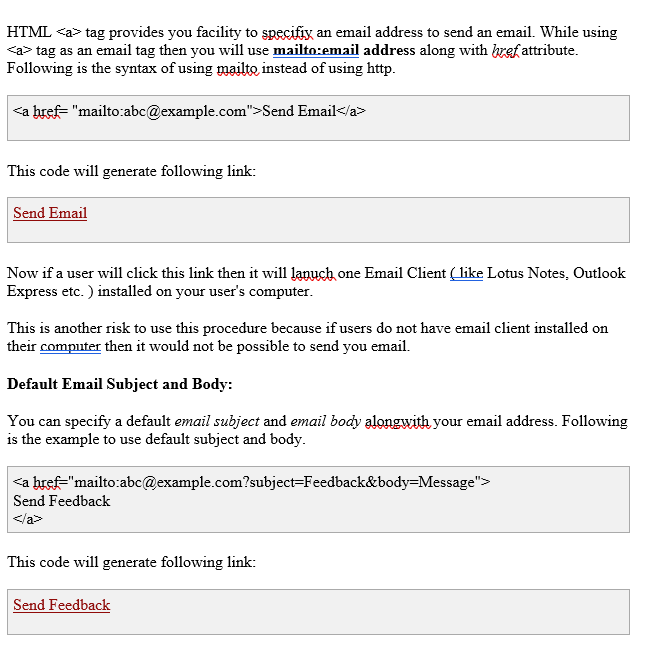 HTML <a> tag provides you facility to specifiy an email address to send an email. While using
<a> tag as an email tag then you will use mailto:email address along with href attribute.
Following is the syntax of using mailto instead of using http.
<a href= "mailto:abc@example.com">Send Email</a>
This code will generate following link:
Send Email
Now if a user will click this link then it will lanuch one Email Client ( like Lotus Notes, Outlook
Express etc. ) installed on your user's computer.
This is another risk to use this procedure because if users do not have email client installed on
their computer then it would not be possible to send you email.
Default Email Subject and Body:
You can specify a default email subject and email body alongwith your email address. Following
is the example to use default subject and body.
<a href="mailto:abc@example.com?subject=Feedback&body=Message">
Send Feedback
</a>
This code will generate following link:
Send Feedback